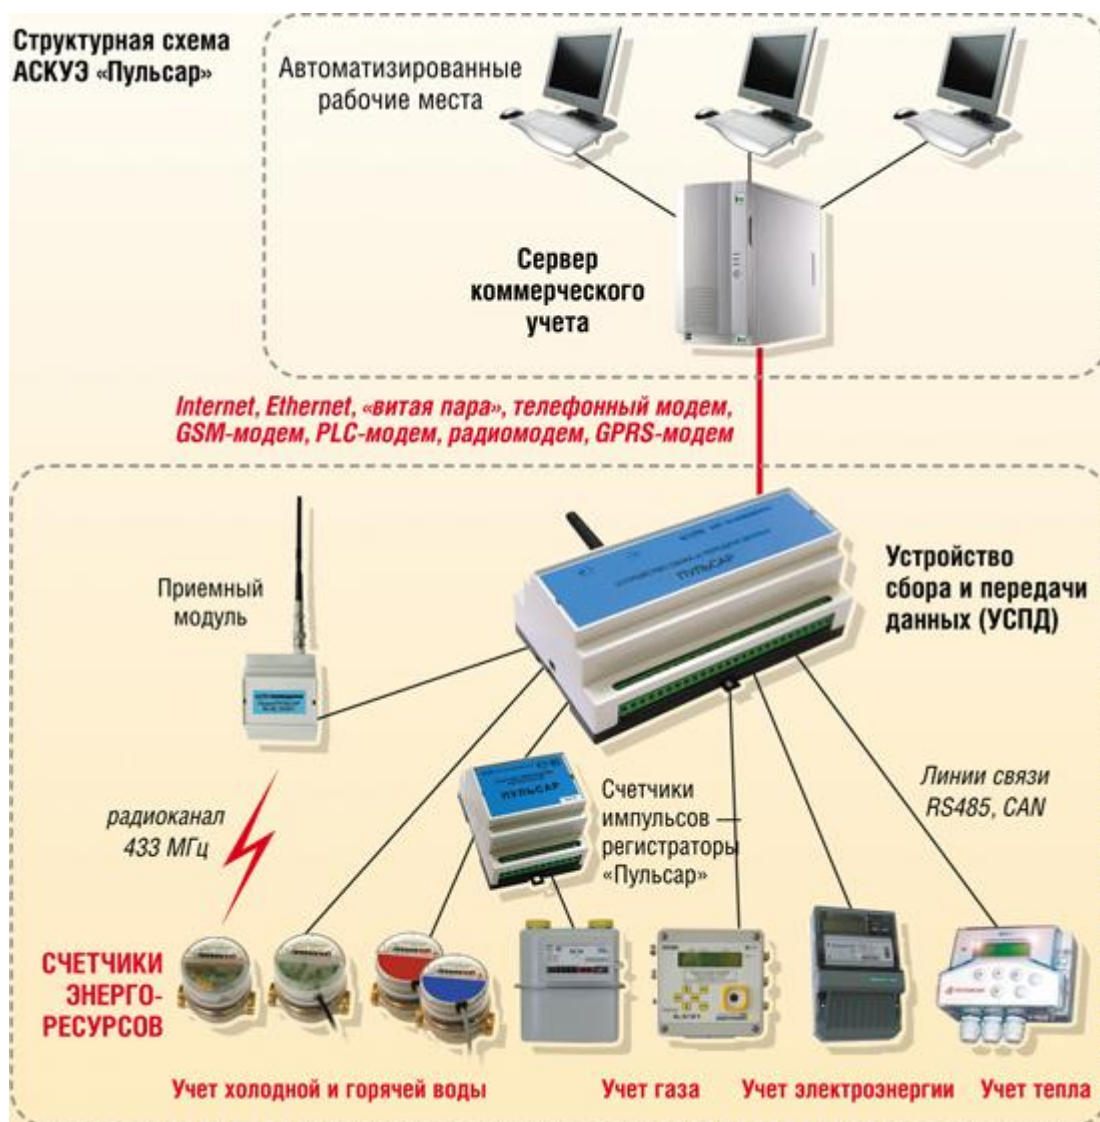 Структурная схема
АСКУЭ «Пульсар»
Автоматизированные
рабочие места
Сервер
коммерческого
учета
Internet, Ethernet, «витая пара», телефонный модем,
GSM-модем, PLC-модем, радиомодем, GPRS-модем
Приемный
модуль
ПУЛЬСАР
Устройство
сбора и передачи
данных (УСПД)
радиоканал
433 МГц
ПУЛЬСАР
Счетчики
импульсов
регистраторы
«Пульсар»
Линии связи
RS485, CAN
СЧЕТЧИКИ
ЭНЕРГО-
РЕСУРСОВ
Учет холодной и горячей воды
Учет газа
Учет электроэнергии
Учет тепла